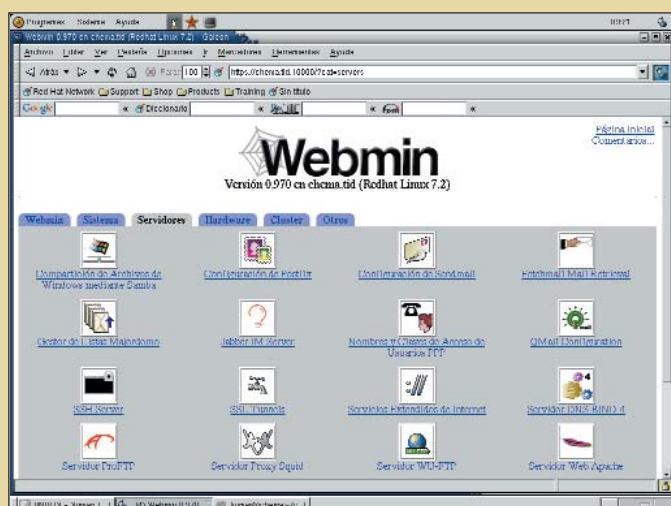 Programas Sistema Ayuda
Webmin 0.970 en chema.tid (Redhat Linux 7.2) - Galeon
Archivo Editar Ver Pestaña Opciones Ir Marcadores Herramientas Ayuda
Atrás Parar 100 https://chema.tid:10000/?cat=servers
Red Hat Network Support Shop Products Training Sin título
Google Diccionario
Página Inicial
Comentarios...
Webmin
Versión 0.970 en chema.tid (Redhat Linux 7.2)
Webmin Sistema Servidores Hardware Cluster Otros
Compartición de Archivos de Windows mediante Samba
Configuración de Postfix
Configuración de Sendmail
Fetchmail Mail Retrieval
Gestor de Listas Majordomo
Jabber IM Server
Nombres y Claves de Acceso de Usuarios PPP
QMail Configuration
SSH Server
SSL Tunnels
Servicios Extendidos de Internet
Servidor DNS BIND 4
Servidor ProFTP
Servidor Proxy Squid
Servidor WU-FTP
Servidor Web Apache